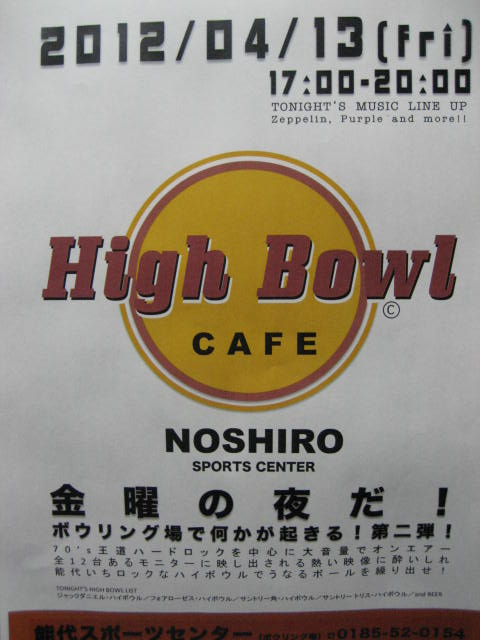 2012/04/13(fri)
17:00-20:00
TONIGHT'S MUSIC LINE UP
Zeppelin, Purple and more!!
High Bowl
©
CAFE
NOSHIRO
SPORTS CENTER
金曜の夜だ!
ボウリング場で何かが起きる!第二弾!
70's王道ハードロックを中心に大音量でオンエアー
全12台あるモニターに映し出される熱い映像に酔いしれ
能代いちロックなハイボウルでうなるボールを繰り出せ!
TONIGHT'S HIGH BOWL LIST
ジャックダニエル・ハイボウル/フォアローゼス・ハイボウル/サントリー角・ハイボウル/サントリートリス・ハイボウル/and BEER
能代スポーツセンター(ボウリング場)0185-52-0154